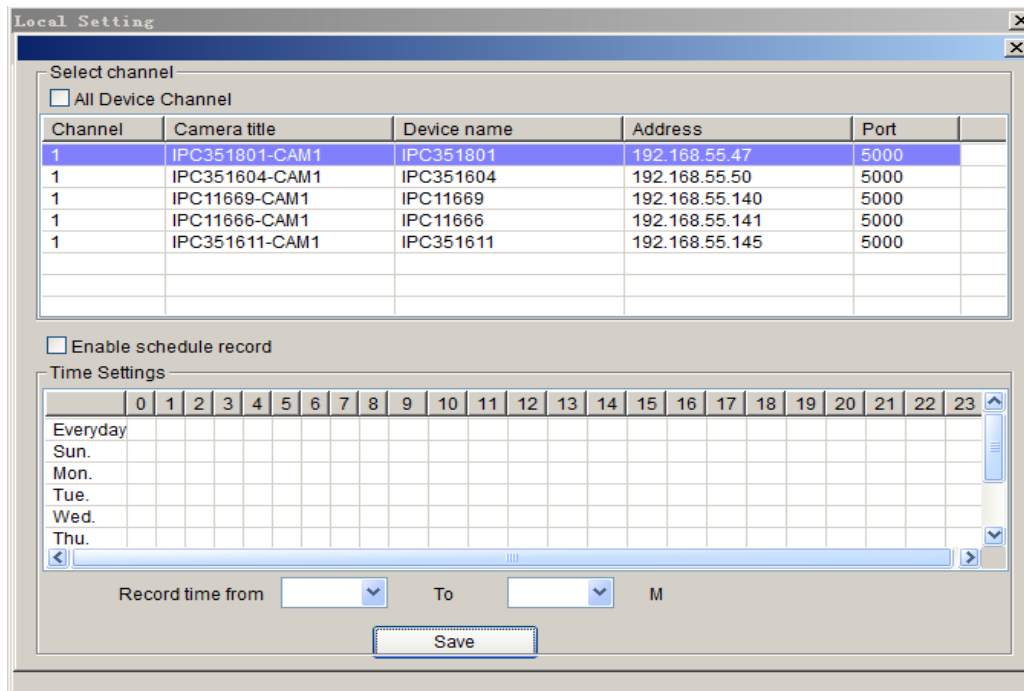 Local Setting
Select channel
All Device Channel
Channel Camera title Device name Address Port
1 IPC351801-CAM1 IPC351801 192.168.55.47 5000
1 IPC351604-CAM1 IPC351604 192.168.55.50 5000
1 IPC11669-CAM1 IPC11669 192.168.55.140 5000
1 IPC11666-CAM1 IPC11666 192.168.55.141 5000
1 IPC351611-CAM1 IPC351611 192.168.55.145 5000
Enable schedule record
Time Settings
0 1 2 3 4 5 6 7 8 9 10 11 12 13 14 15 16 17 18 19 20 21 22 23
Everyday
Sun.
Mon.
Tue.
Wed.
Thu.
Record time from To M
Save